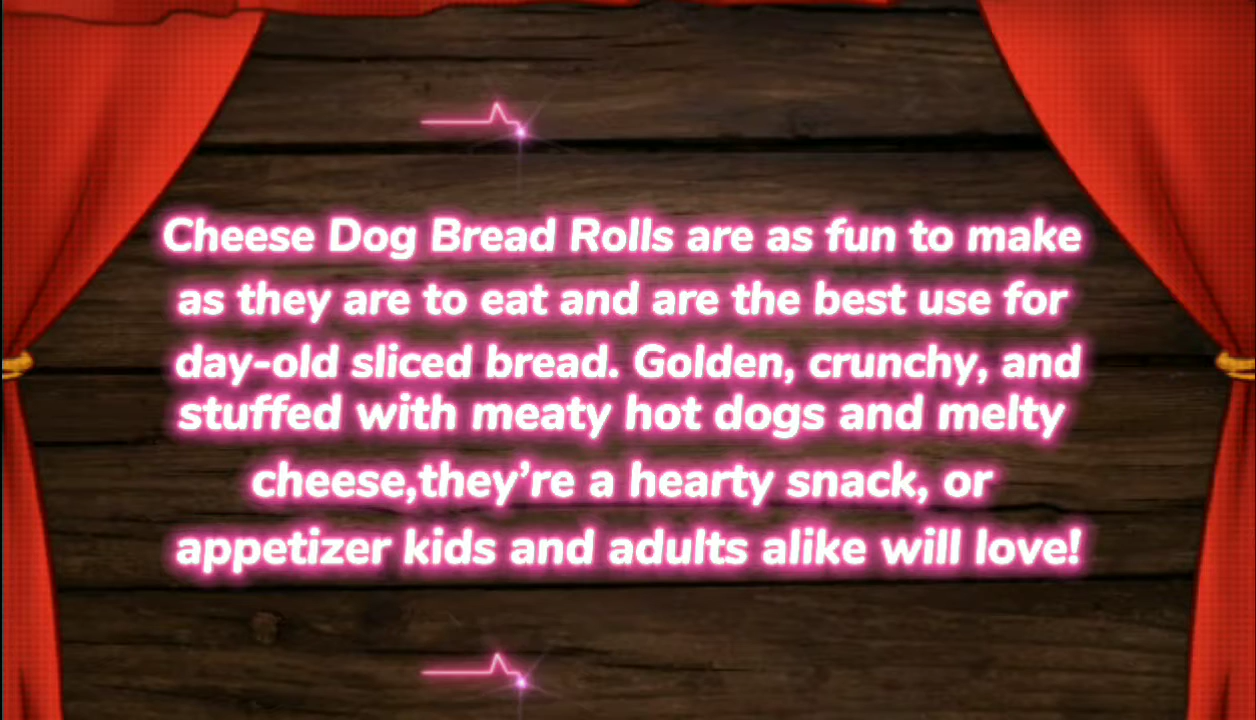 Cheese Dog Bread Rolls are as fun to make
as they are to eat and are the best use for
day-old sliced bread. Golden, crunchy, and
stuffed with meaty hot dogs and melty
cheese,they’re a hearty snack, or
appetizer kids and adults alike will love!